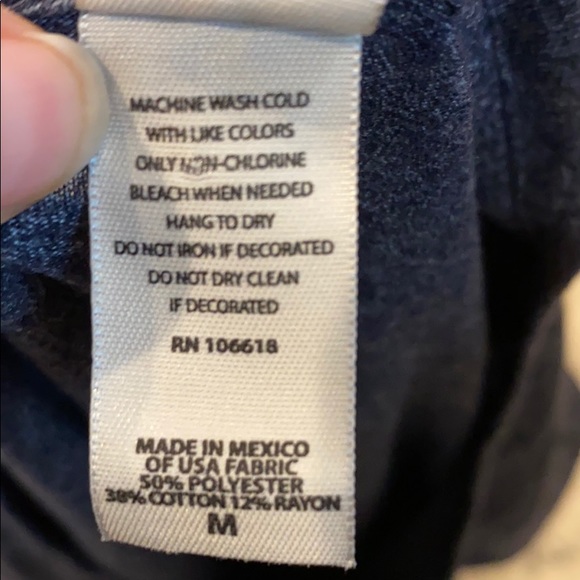 MACHINE WASH COLD
WITH LIKE COLORS
ONLY NON-CHLORINE
BLEACH WHEN NEEDED
HANG TO DRY
DO NOT IRON IF DECORATED
DO NOT DRY CLEAN
IF DECORATED
RN 106618
MADE IN MEXICO
OF USA FABRIC
50% POLYESTER
38% COTTON 12% RAYON
M